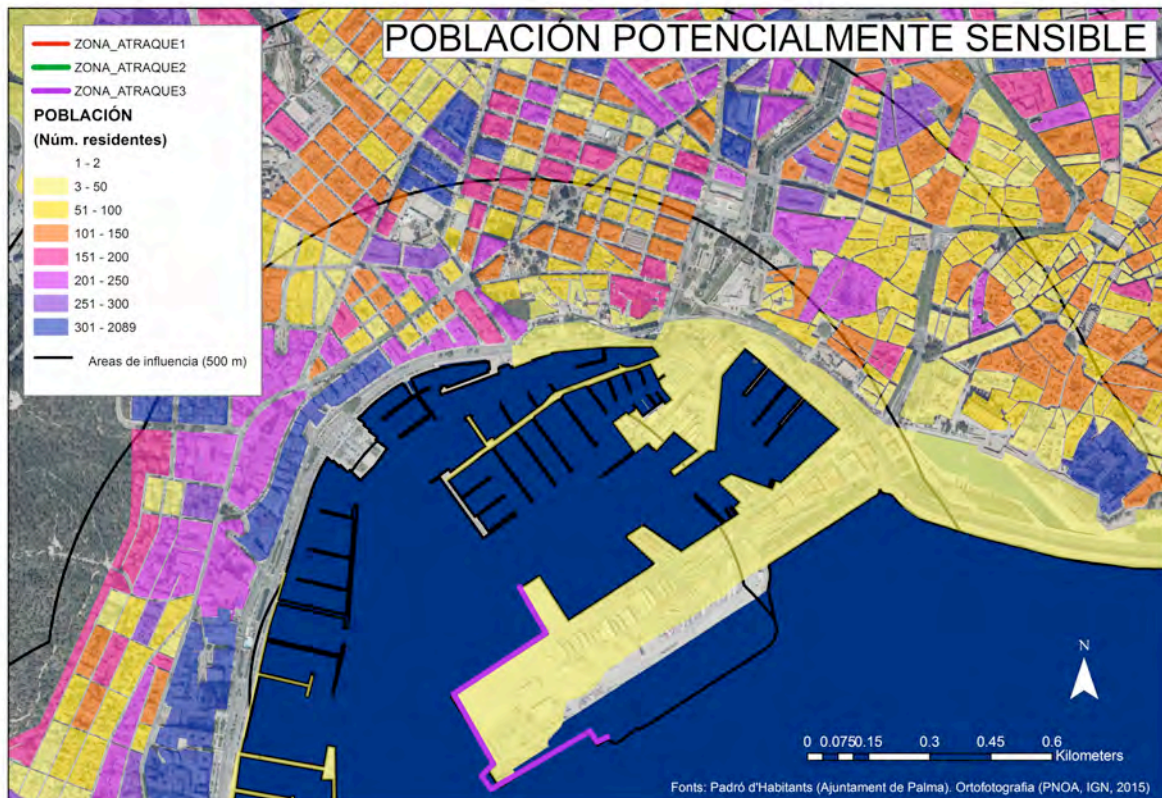 POBLACIÓN POTENCIALMENTE SENSIBLE
ZONA_ATRAQUE1
ZONA_ATRAQUE2
ZONA_ATRAQUE3
POBLACIÓN
(Núm. residentes)
1 - 2
3 - 50
51 - 100
101 - 150
151 - 200
201 - 250
251 - 300
301 - 2089
Areas de influencia (500 m)
N
0 0.075 0.15 0.3 0.45 0.6
Kilometers
Fonts: Padró d'Habitants (Ajuntament de Palma). Ortofotografia (PNOA, IGN, 2015)